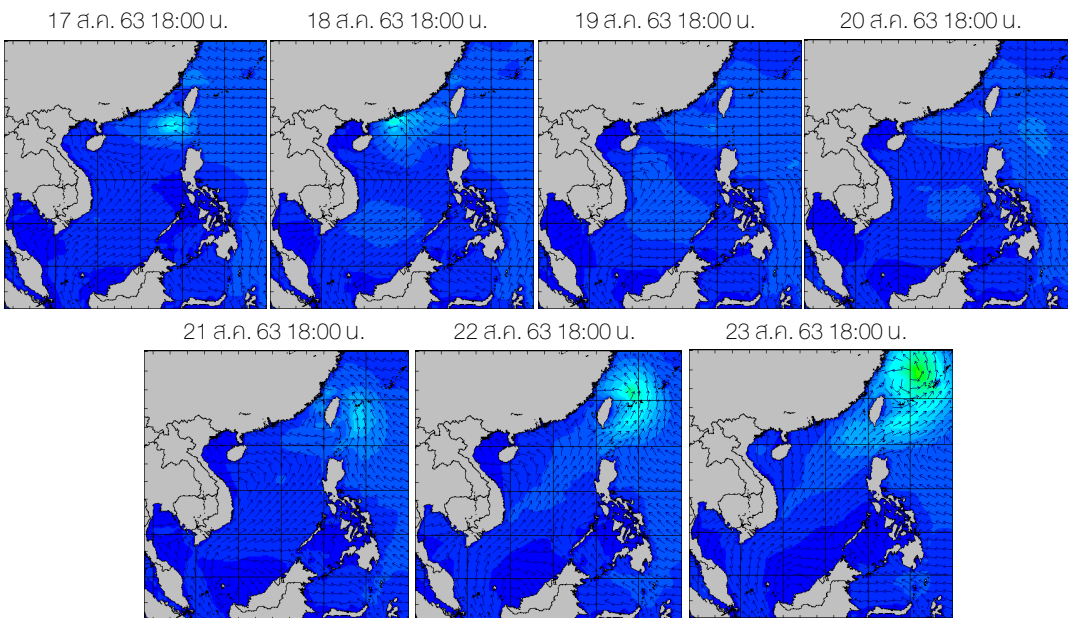 17 ส.ค. 63 18:00 น.
18 ส.ค. 63 18:00 น.
19 ส.ค. 63 18:00 น.
20 ส.ค. 63 18:00 น.
21 ส.ค. 63 18:00 น.
22 ส.ค. 63 18:00 น.
23 ส.ค. 63 18:00 น.